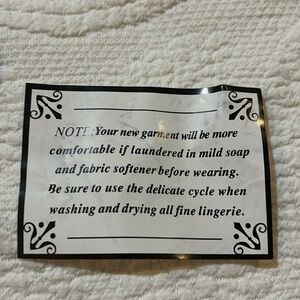 NOTE: Your new garment will be more
comfortable if laundered in mild soap
and fabric softener before wearing.
Be sure to use the delicate cycle when
washing and drying all fine lingerie.